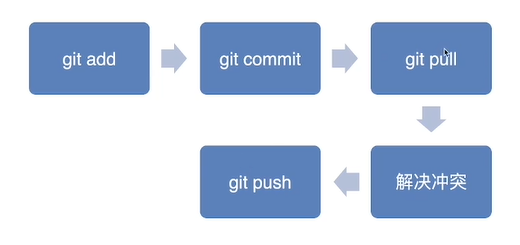 git add
git commit
git pull
解决冲突
git push